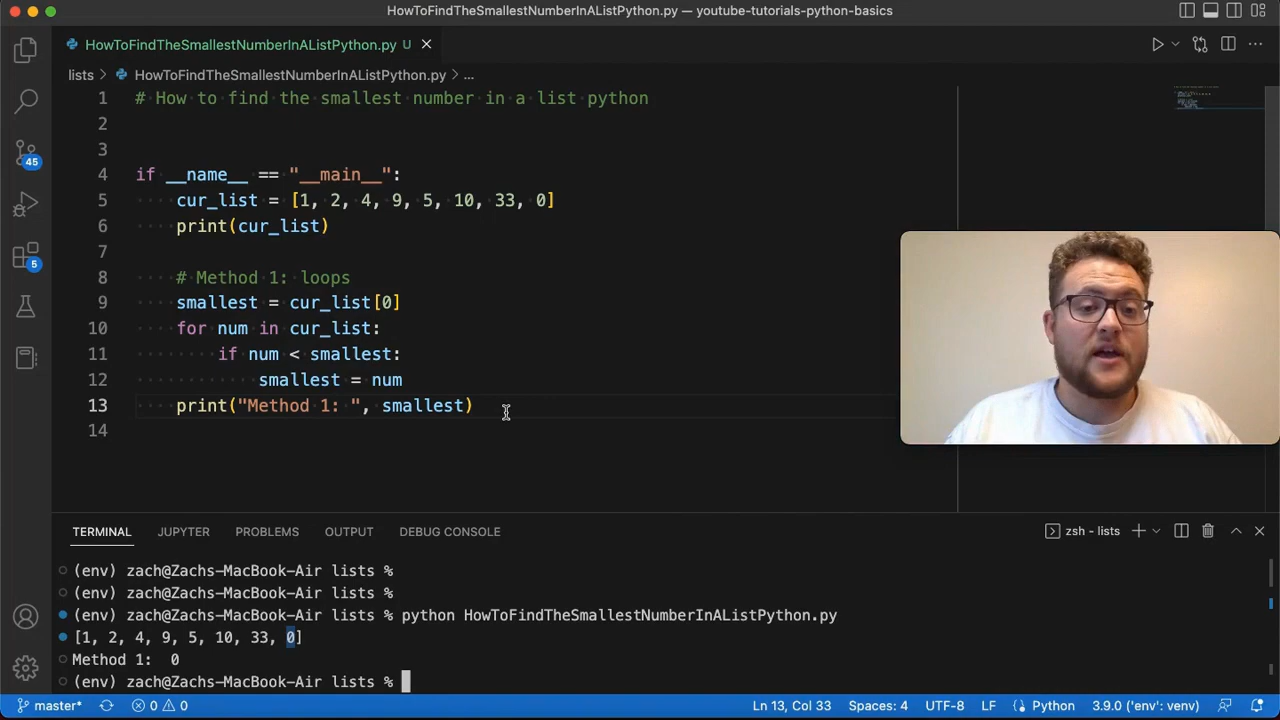 HowToFindTheSmallestNumberInAListPython.py — youtube-tutorials-python-basics
HowToFindTheSmallestNumberInAListPython.py U
lists > HowToFindTheSmallestNumberInAListPython.py > ...
1 # How to find the smallest number in a list python
2
3
4 if __name__ == "__main__":
5 cur_list = [1, 2, 4, 9, 5, 10, 33, 0]
6 print(cur_list)
7
8 # Method 1: loops
9 smallest = cur_list[0]
10 for num in cur_list:
11 if num < smallest:
12 smallest = num
13 print("Method 1: ", smallest)
14
45
5
TERMINAL JUPYTER PROBLEMS OUTPUT DEBUG CONSOLE
zsh - lists
(env) zach@Zachs-MacBook-Air lists %
(env) zach@Zachs-MacBook-Air lists %
(env) zach@Zachs-MacBook-Air lists % python HowToFindTheSmallestNumberInAListPython.py
[1, 2, 4, 9, 5, 10, 33, 0]
Method 1:  0
(env) zach@Zachs-MacBook-Air lists %
master* 0 0 Ln 13, Col 33 Spaces: 4 UTF-8 LF Python 3.9.0 ('env': venv)